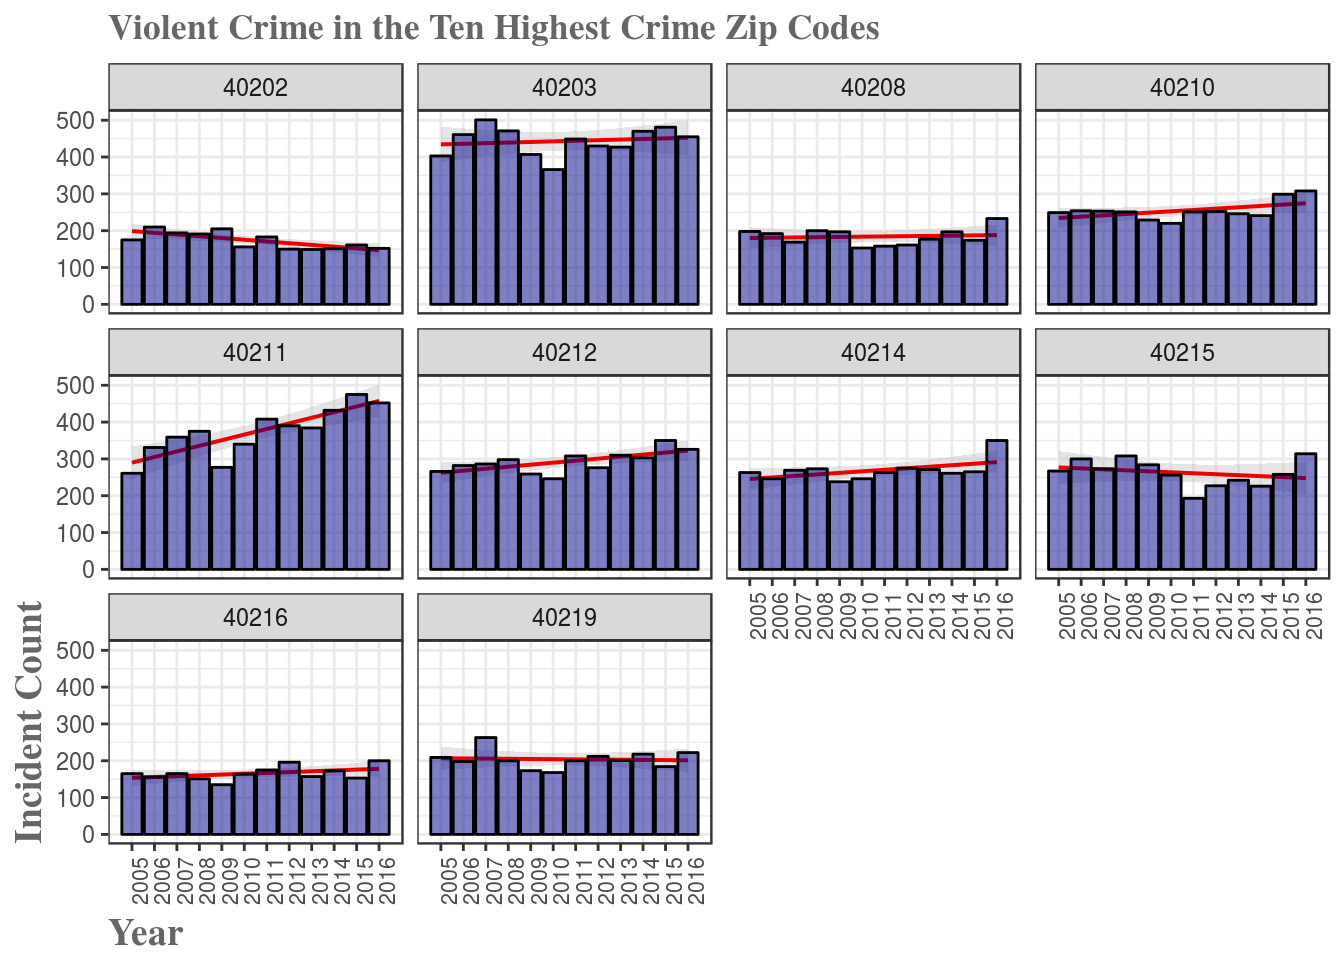 Violent Crime in the Ten Highest Crime Zip Codes
40202 40203 40208 40210
500
400
300
200
100
0
40211 40212 40214 40215
500
400
300
200
100
0
2005 2006 2007 2008 2009 2010 2011 2012 2013 2014 2015 2016 2005 2006 2007 2008 2009 2010 2011 2012 2013 2014 2015 2016
40216 40219
500
400
300
200
100
0
2005 2006 2007 2008 2009 2010 2011 2012 2013 2014 2015 2016 2005 2006 2007 2008 2009 2010 2011 2012 2013 2014 2015 2016
Incident Count
Year